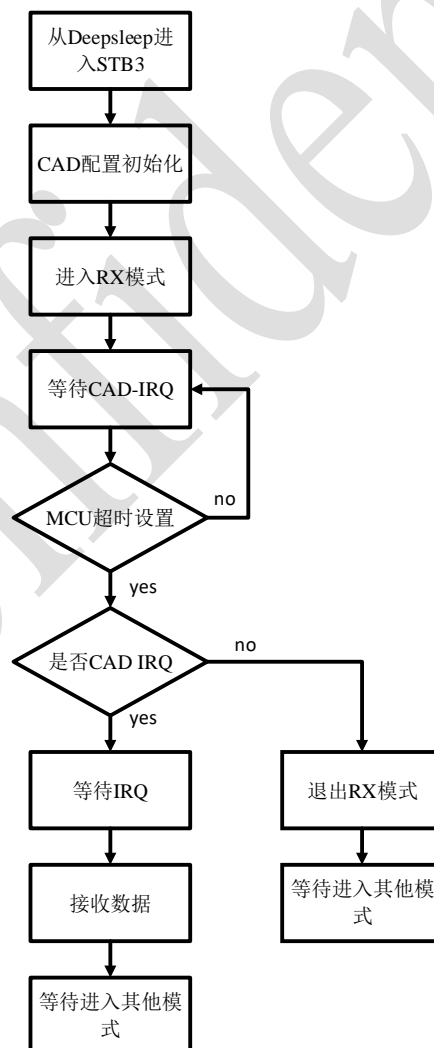 从Deepsleep进
入STB3
CAD配置初始化
进入RX模式
等待CAD-IRQ
no
MCU超时设置
yes
是否CAD IRQ
no
yes
等待IRQ
退出RX模式
接收数据
等待进入其他模
式
等待进入其他模
式